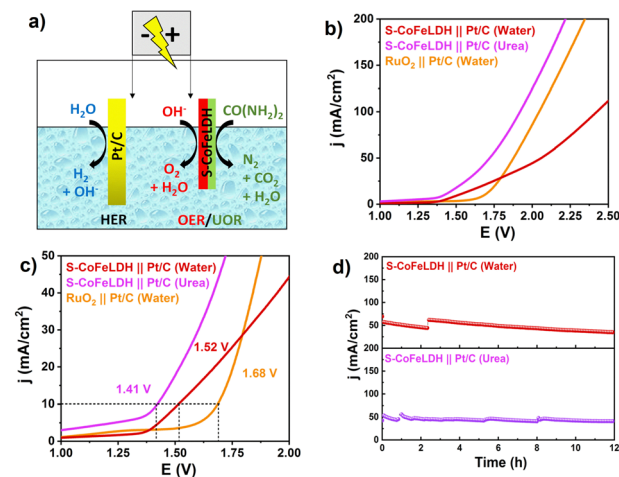 a)
- +
H₂O
Pt/C
H₂
+ OH⁻
HER
OH⁻
S-CoFeLDH
CO(NH₂)₂
O₂
+ H₂O
N₂
+ CO₂
+ H₂O
OER/UOR
b)
S-CoFeLDH || Pt/C (Water)
S-CoFeLDH || Pt/C (Urea)
RuO₂ || Pt/C (Water)
j (mA/cm²)
200
150
100
50
0
1.00 1.25 1.50 1.75 2.00 2.25 2.50
E (V)
c)
S-CoFeLDH || Pt/C (Water)
S-CoFeLDH || Pt/C (Urea)
RuO₂ || Pt/C (Water)
j (mA/cm²)
50
40
30
20
10
0
1.41 V
1.52 V
1.68 V
1.00 1.25 1.50 1.75 2.00
E (V)
d)
j (mA/cm²)
200
S-CoFeLDH || Pt/C (Water)
150
100
50
0
200
S-CoFeLDH || Pt/C (Urea)
150
100
50
0
0 2 4 6 8 10 12
Time (h)